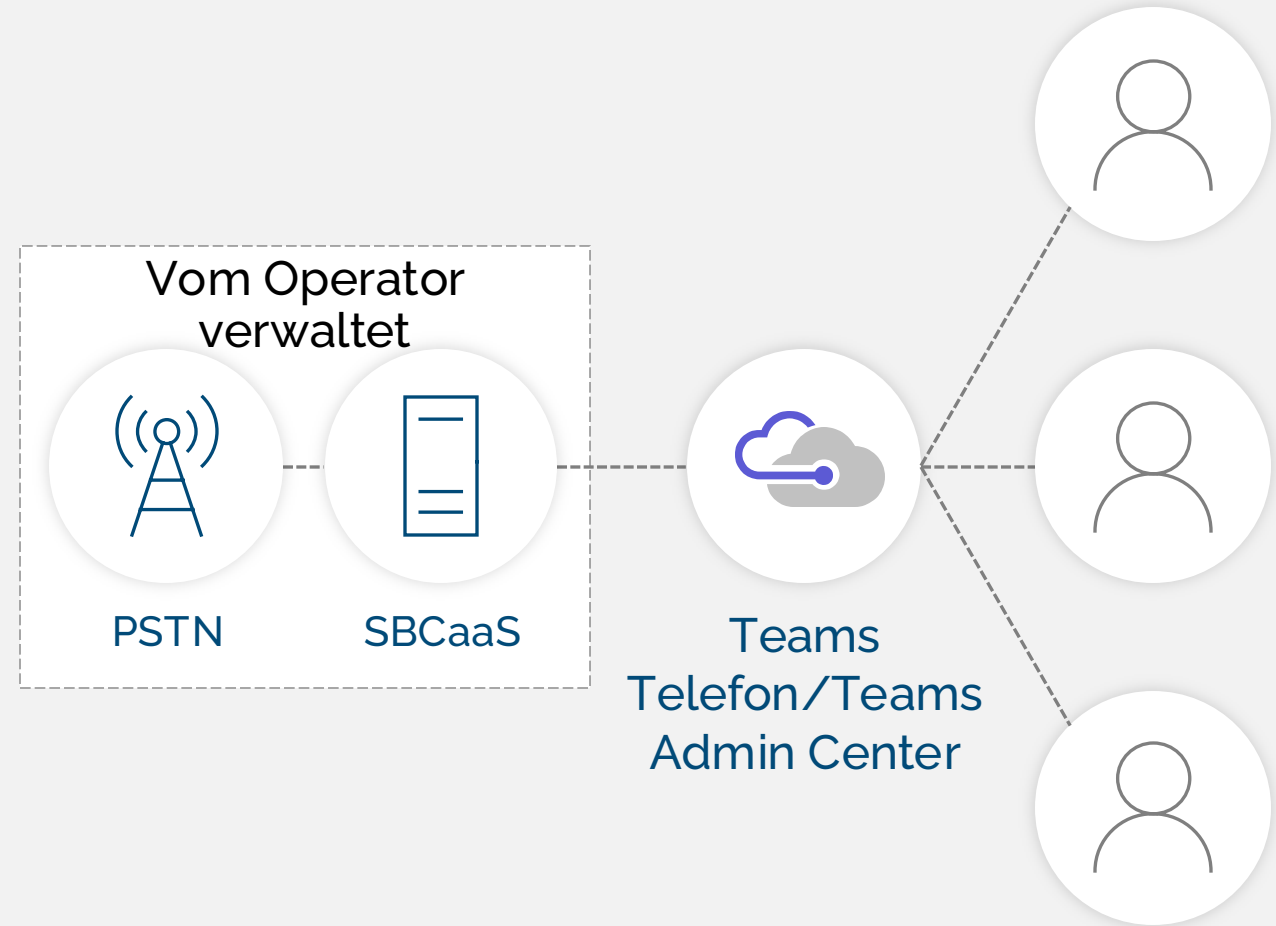 Vom Operator
verwaltet
PSTN
SBCaaS
Teams
Telefon/Teams
Admin Center